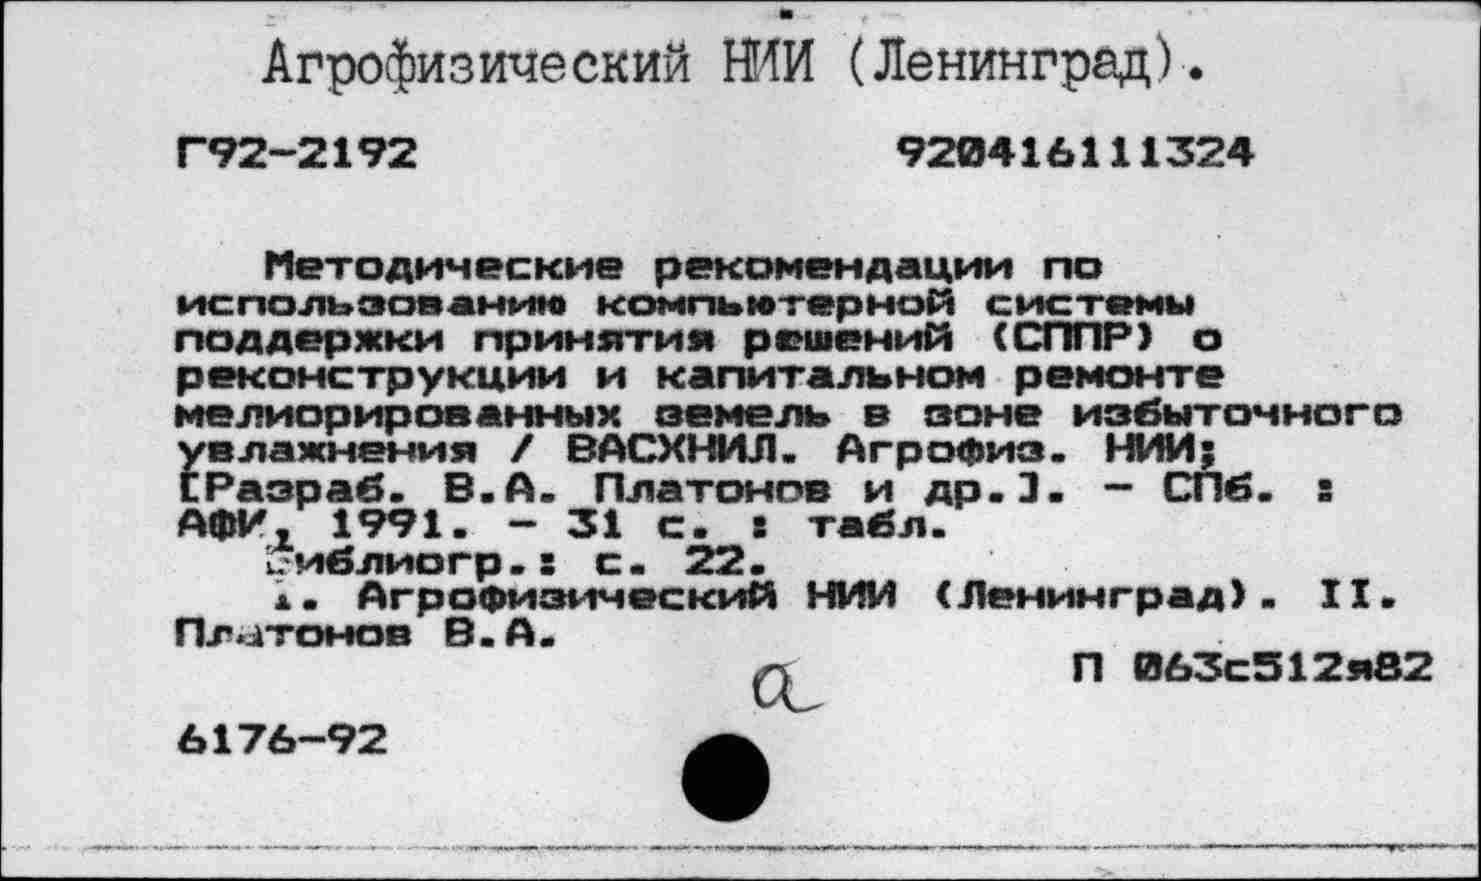 Агрофизический НИИ (Ленинград).
Г92-2192 920416111324
Методические рекомендации по
использованию компьютерной системы
поддержки принятия решений (СППР) о
реконструкции и капитальном ремонте
мелиорированных земель в зоне избыточного
увлажнения / ВАСХНИЛ. Агрофиз. НИИ;
[Разраб. В.А. Платонов и др.]. - СПб. :
АФИ, 1991. - 31 с. : табл.
Библиогр.: с. 22.
I. Агрофизический НИИ (Ленинград). II.
Платонов В.А.
П 063с512я82
а
6176-92